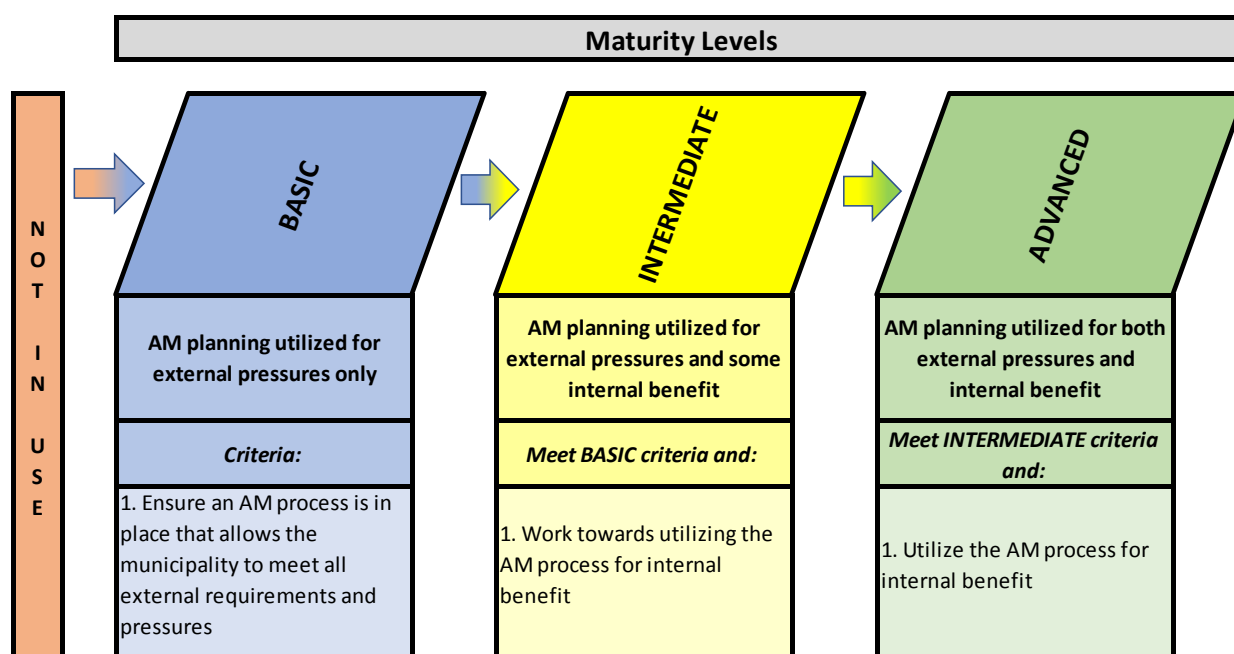 Maturity Levels
NOT IN USE
BASIC
INTERMEDIATE
ADVANCED
AM planning utilized for
external pressures only
AM planning utilized for
external pressures and some
internal benefit
AM planning utilized for both
external pressures and
internal benefit
Criteria:
Meet BASIC criteria and:
Meet INTERMEDIATE criteria
and:
1. Ensure an AM process is in
place that allows the
municipality to meet all
external requirements and
pressures
1. Work towards utilizing the
AM process for internal
benefit
1. Utilize the AM process for
internal benefit